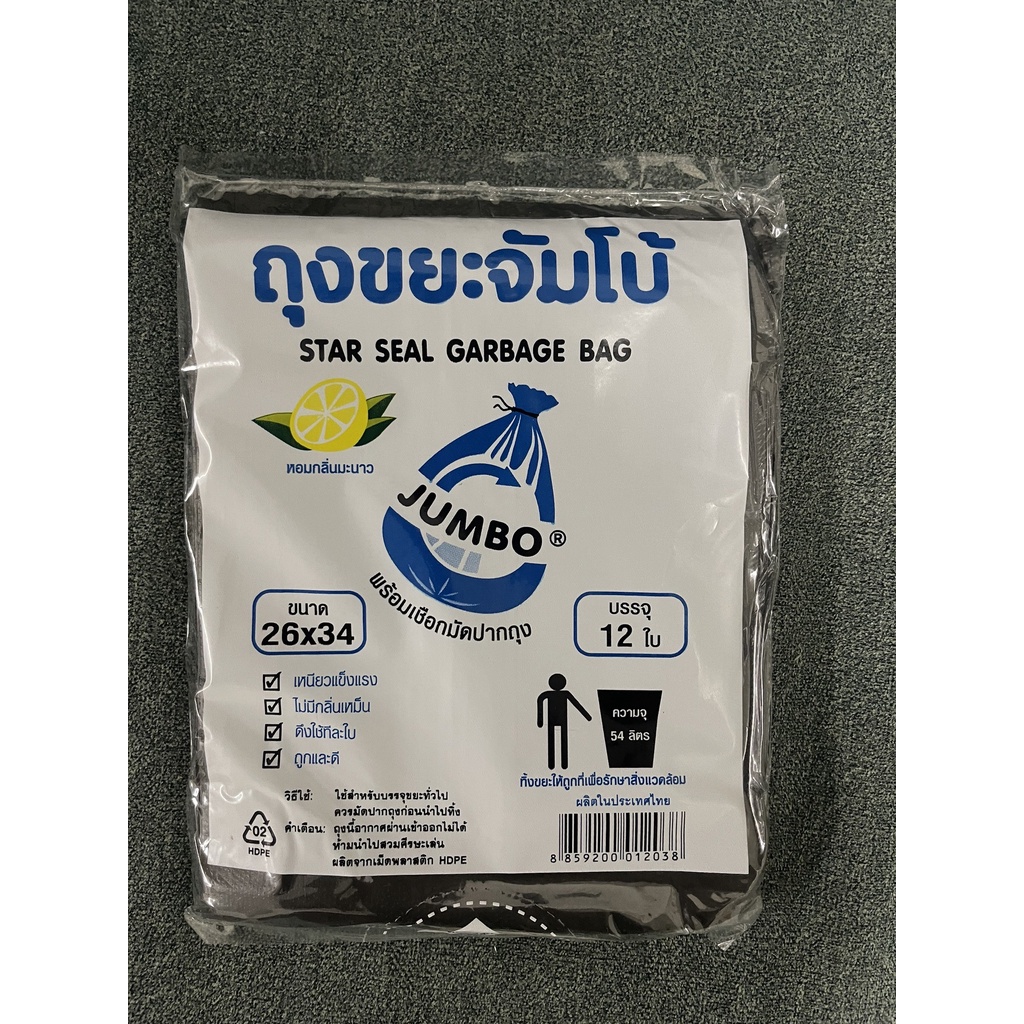 ถุงขยะจัมโบ้
STAR SEAL GARBAGE BAG
หอมกลิ่นมะนาว
JUMBO®
พร้อมเชือกมัดปากถุง
ขนาด
26x34
บรรจุ
12 ใบ
เหนียวแข็งแรง
ไม่มีกลิ่นเหม็น
ดึงใช้ทีละใบ
ถูกและดี
ความจุ
54 ลิตร
ทิ้งขยะให้ถูกที่เพื่อรักษาสิ่งแวดล้อม
ผลิตในประเทศไทย
วิธีใช้: ใช้สำหรับบรรจุขยะทั่วไป
ควรมัดปากถุงก่อนนำไปทิ้ง
คำเตือน: ถุงนี้อากาศผ่านเข้าออกไม่ได้
ห้ามนำไปสวมศีรษะเล่น
ผลิตจากเม็ดพลาสติก HDPE
02
HDPE
8 859200 012038